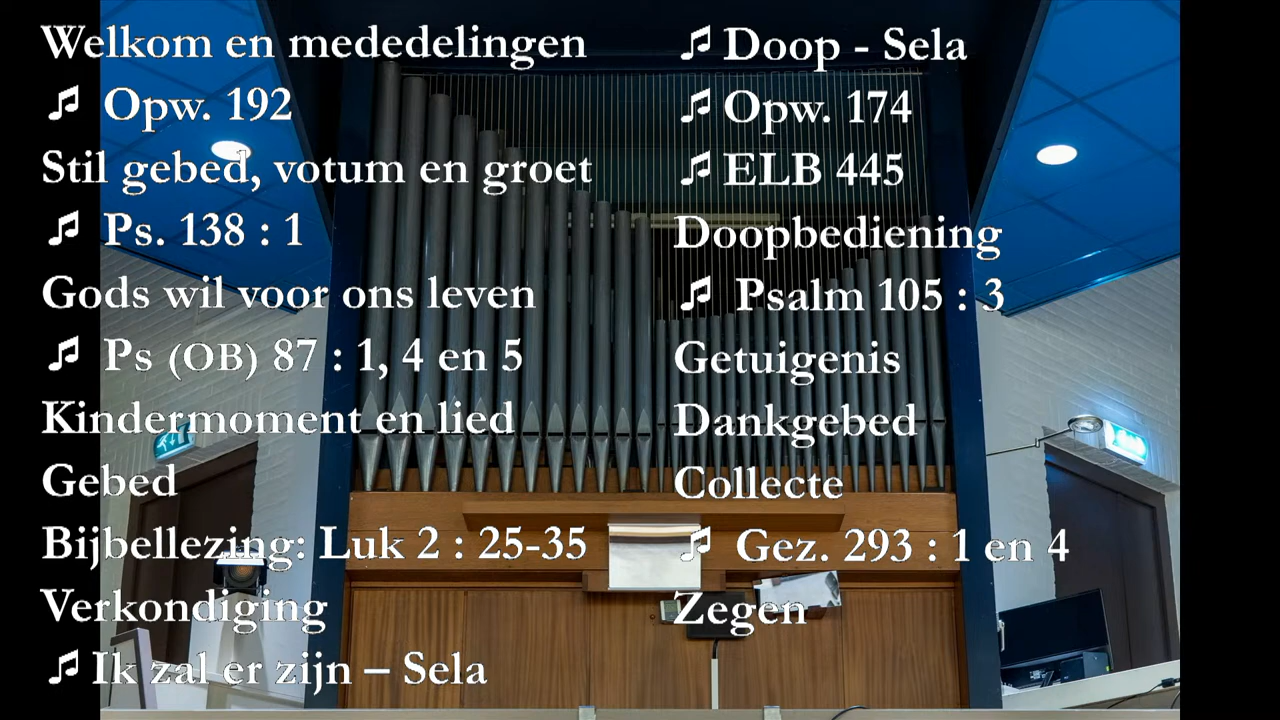 Welkom en mededelingen
♫ Opw. 192
Stil gebed, votum en groet
♫ Ps. 138 : 1
Gods wil voor ons leven
♫ Ps (OB) 87 : 1, 4 en 5
Kindermoment en lied
Gebed
Bijbellezing: Luk 2 : 25-35
Verkondiging
♫ Ik zal er zijn – Sela
♫ Doop - Sela
♫ Opw. 174
♫ ELB 445
Doopbediening
♫ Psalm 105 : 3
Getuigenis
Dankgebed
Collecte
♫ Gez. 293 : 1 en 4
Zegen